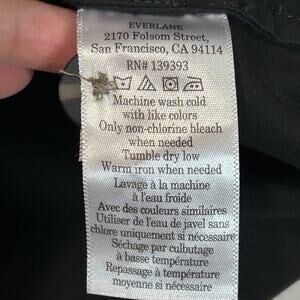 EVERLANE
2170 Folsom Street,
San Francisco, CA 94114
RN# 139393
Machine wash cold
with like colors
Only non-chlorine bleach
when needed
Tumble dry low
Warm iron when needed
Lavage à la machine
à l'eau froide
Avec des couleurs similaires
Utiliser de l'eau de javel sans
chlore uniquement si nécessaire
Séchage par culbutage
à basse température
Repassage à température
moyenne si nécessaire